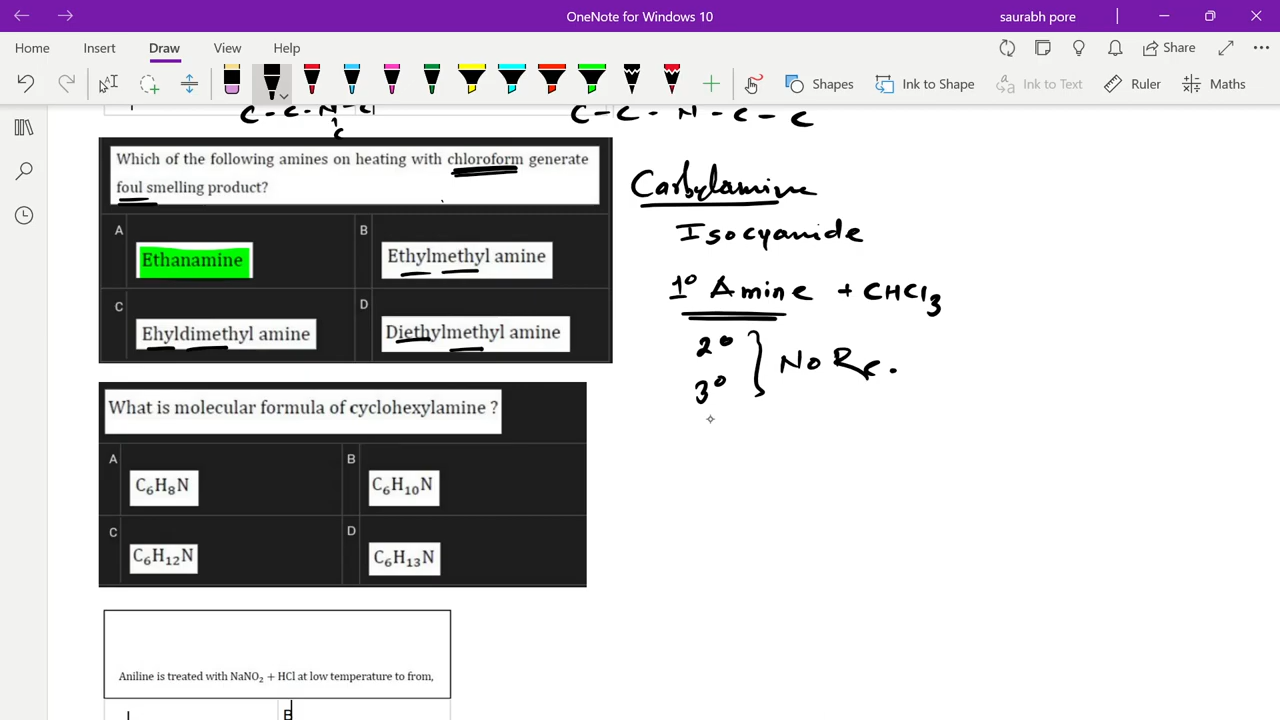 OneNote for Windows 10
saurabh pore
Home Insert Draw View Help
Share
Shapes Ink to Shape Ink to Text Ruler Maths
C - C - N - Cl
C
C - C - N - C - C
Which of the following amines on heating with chloroform generate
foul smelling product?
A
Ethanamine
B
Ethylmethyl amine
C
Ehyldimethyl amine
D
Diethylmethyl amine
Carbylamine
Isocyanide
1° Amine + CHCl3
2°
3°
} No Rx.
What is molecular formula of cyclohexylamine ?
A
C₆H₈N
B
C₆H₁₀N
C
C₆H₁₂N
D
C₆H₁₃N
Aniline is treated with NaNO₂ + HCl at low temperature to from,
B